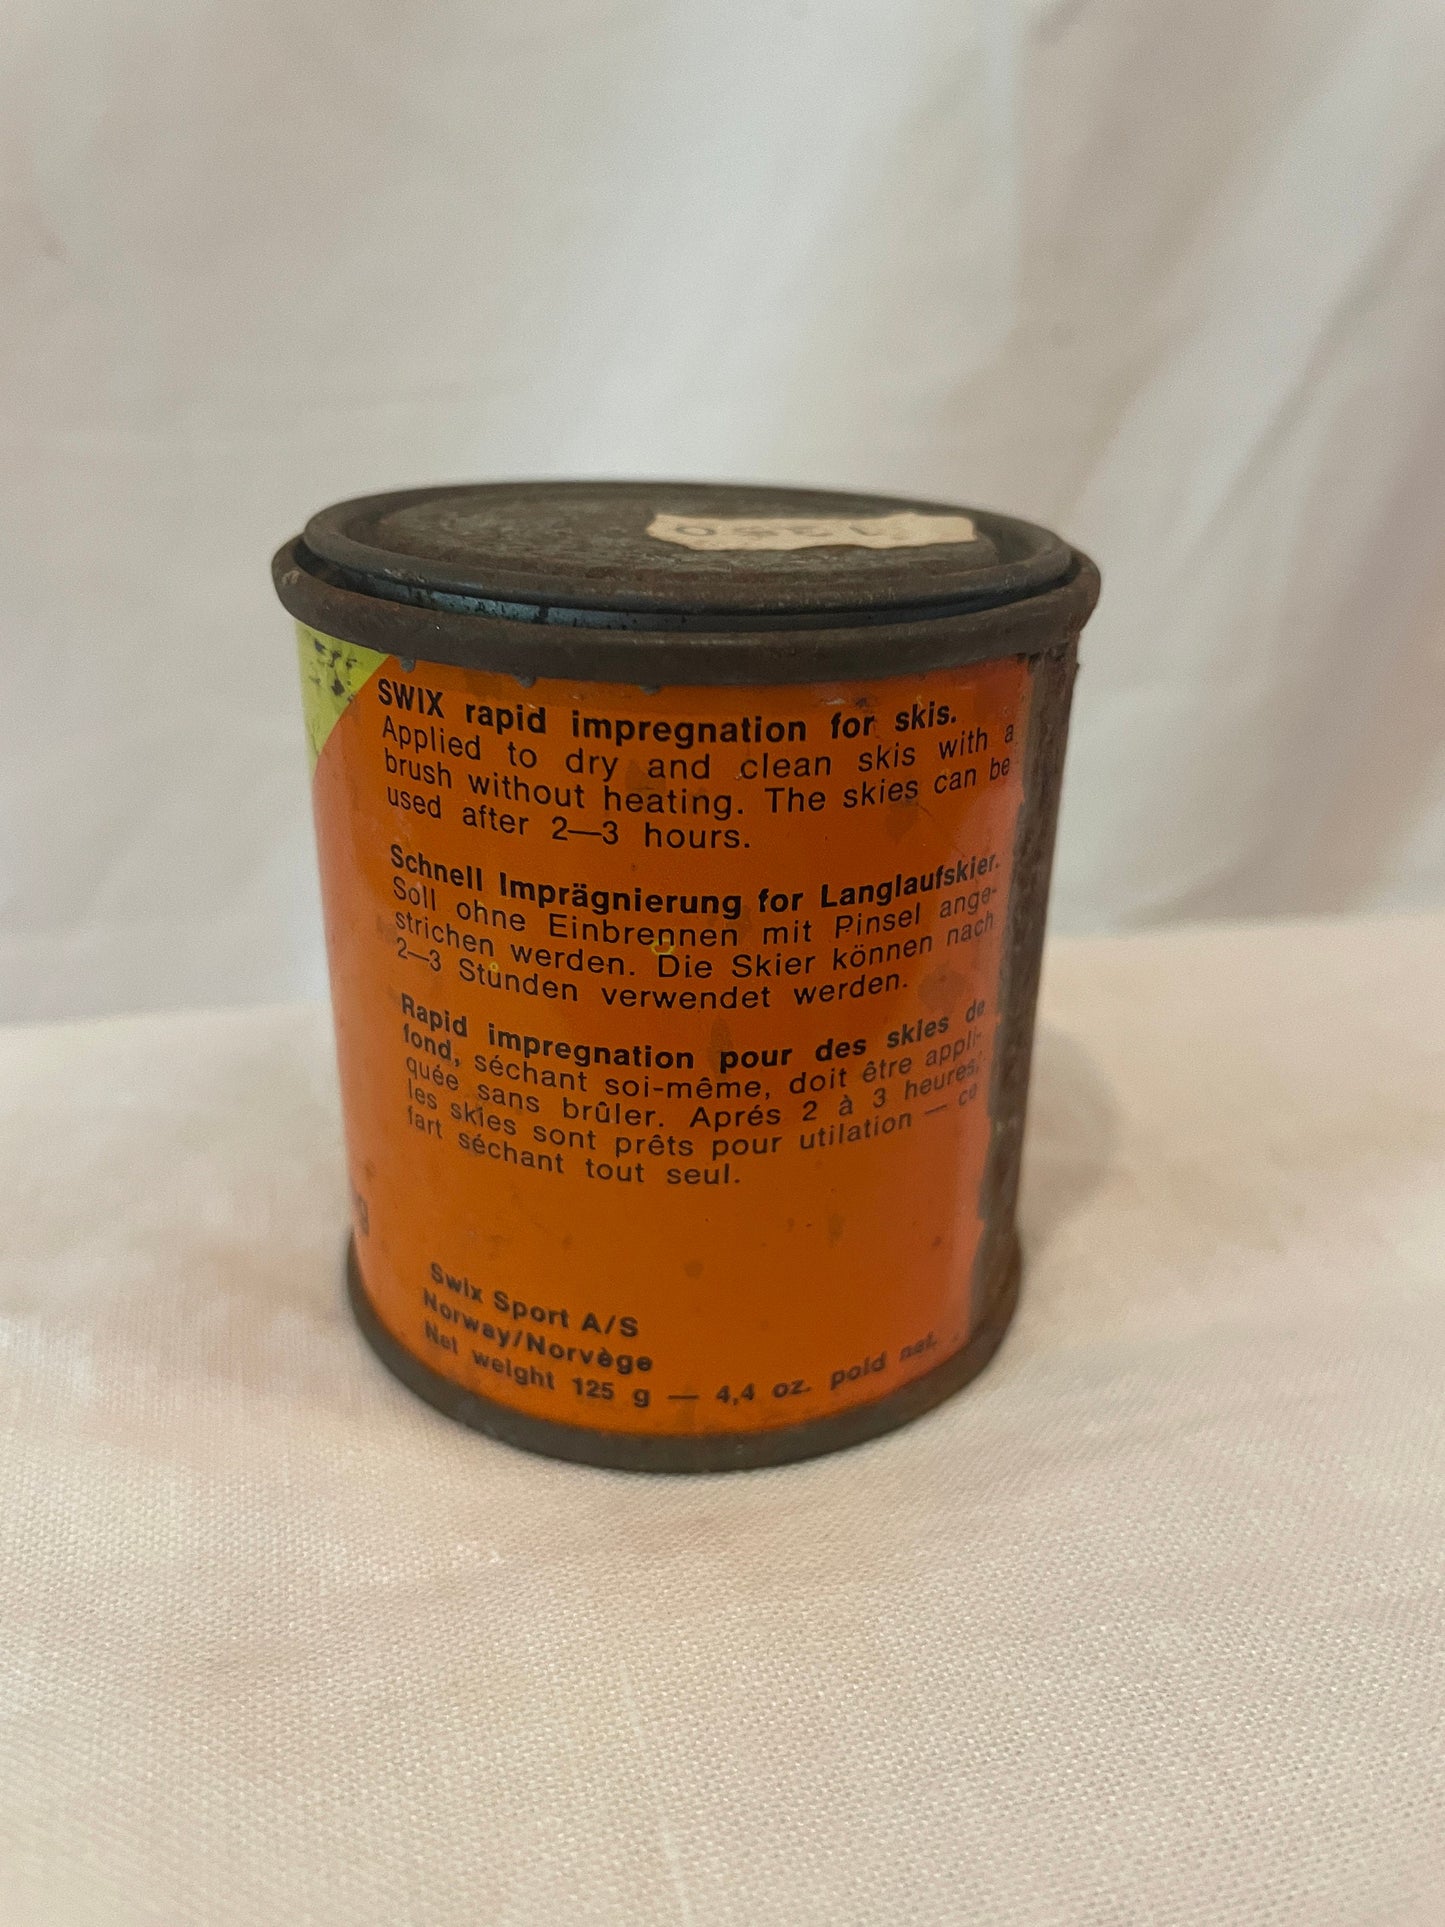 SWIX rapid impregnation for skis.
Applied to dry and clean skis with a
brush without heating. The skies can be
used after 2—3 hours.
Schnell Imprägnierung for Langlaufskier.
Soll ohne Einbrennen mit Pinsel ange-
strichen werden. Die Skier können nach
2—3 Stunden verwendet werden.
Rapid impregnation pour des skies de
fond, séchant soi-même, doit être appli-
quée sans brûler. Aprés 2 à 3 heures,
les skies sont prêts pour utilation — ce
fart séchant tout seul.
Swix Sport A/S
Norway/Norvège
Net weight 125 g — 4,4 oz. poid net.